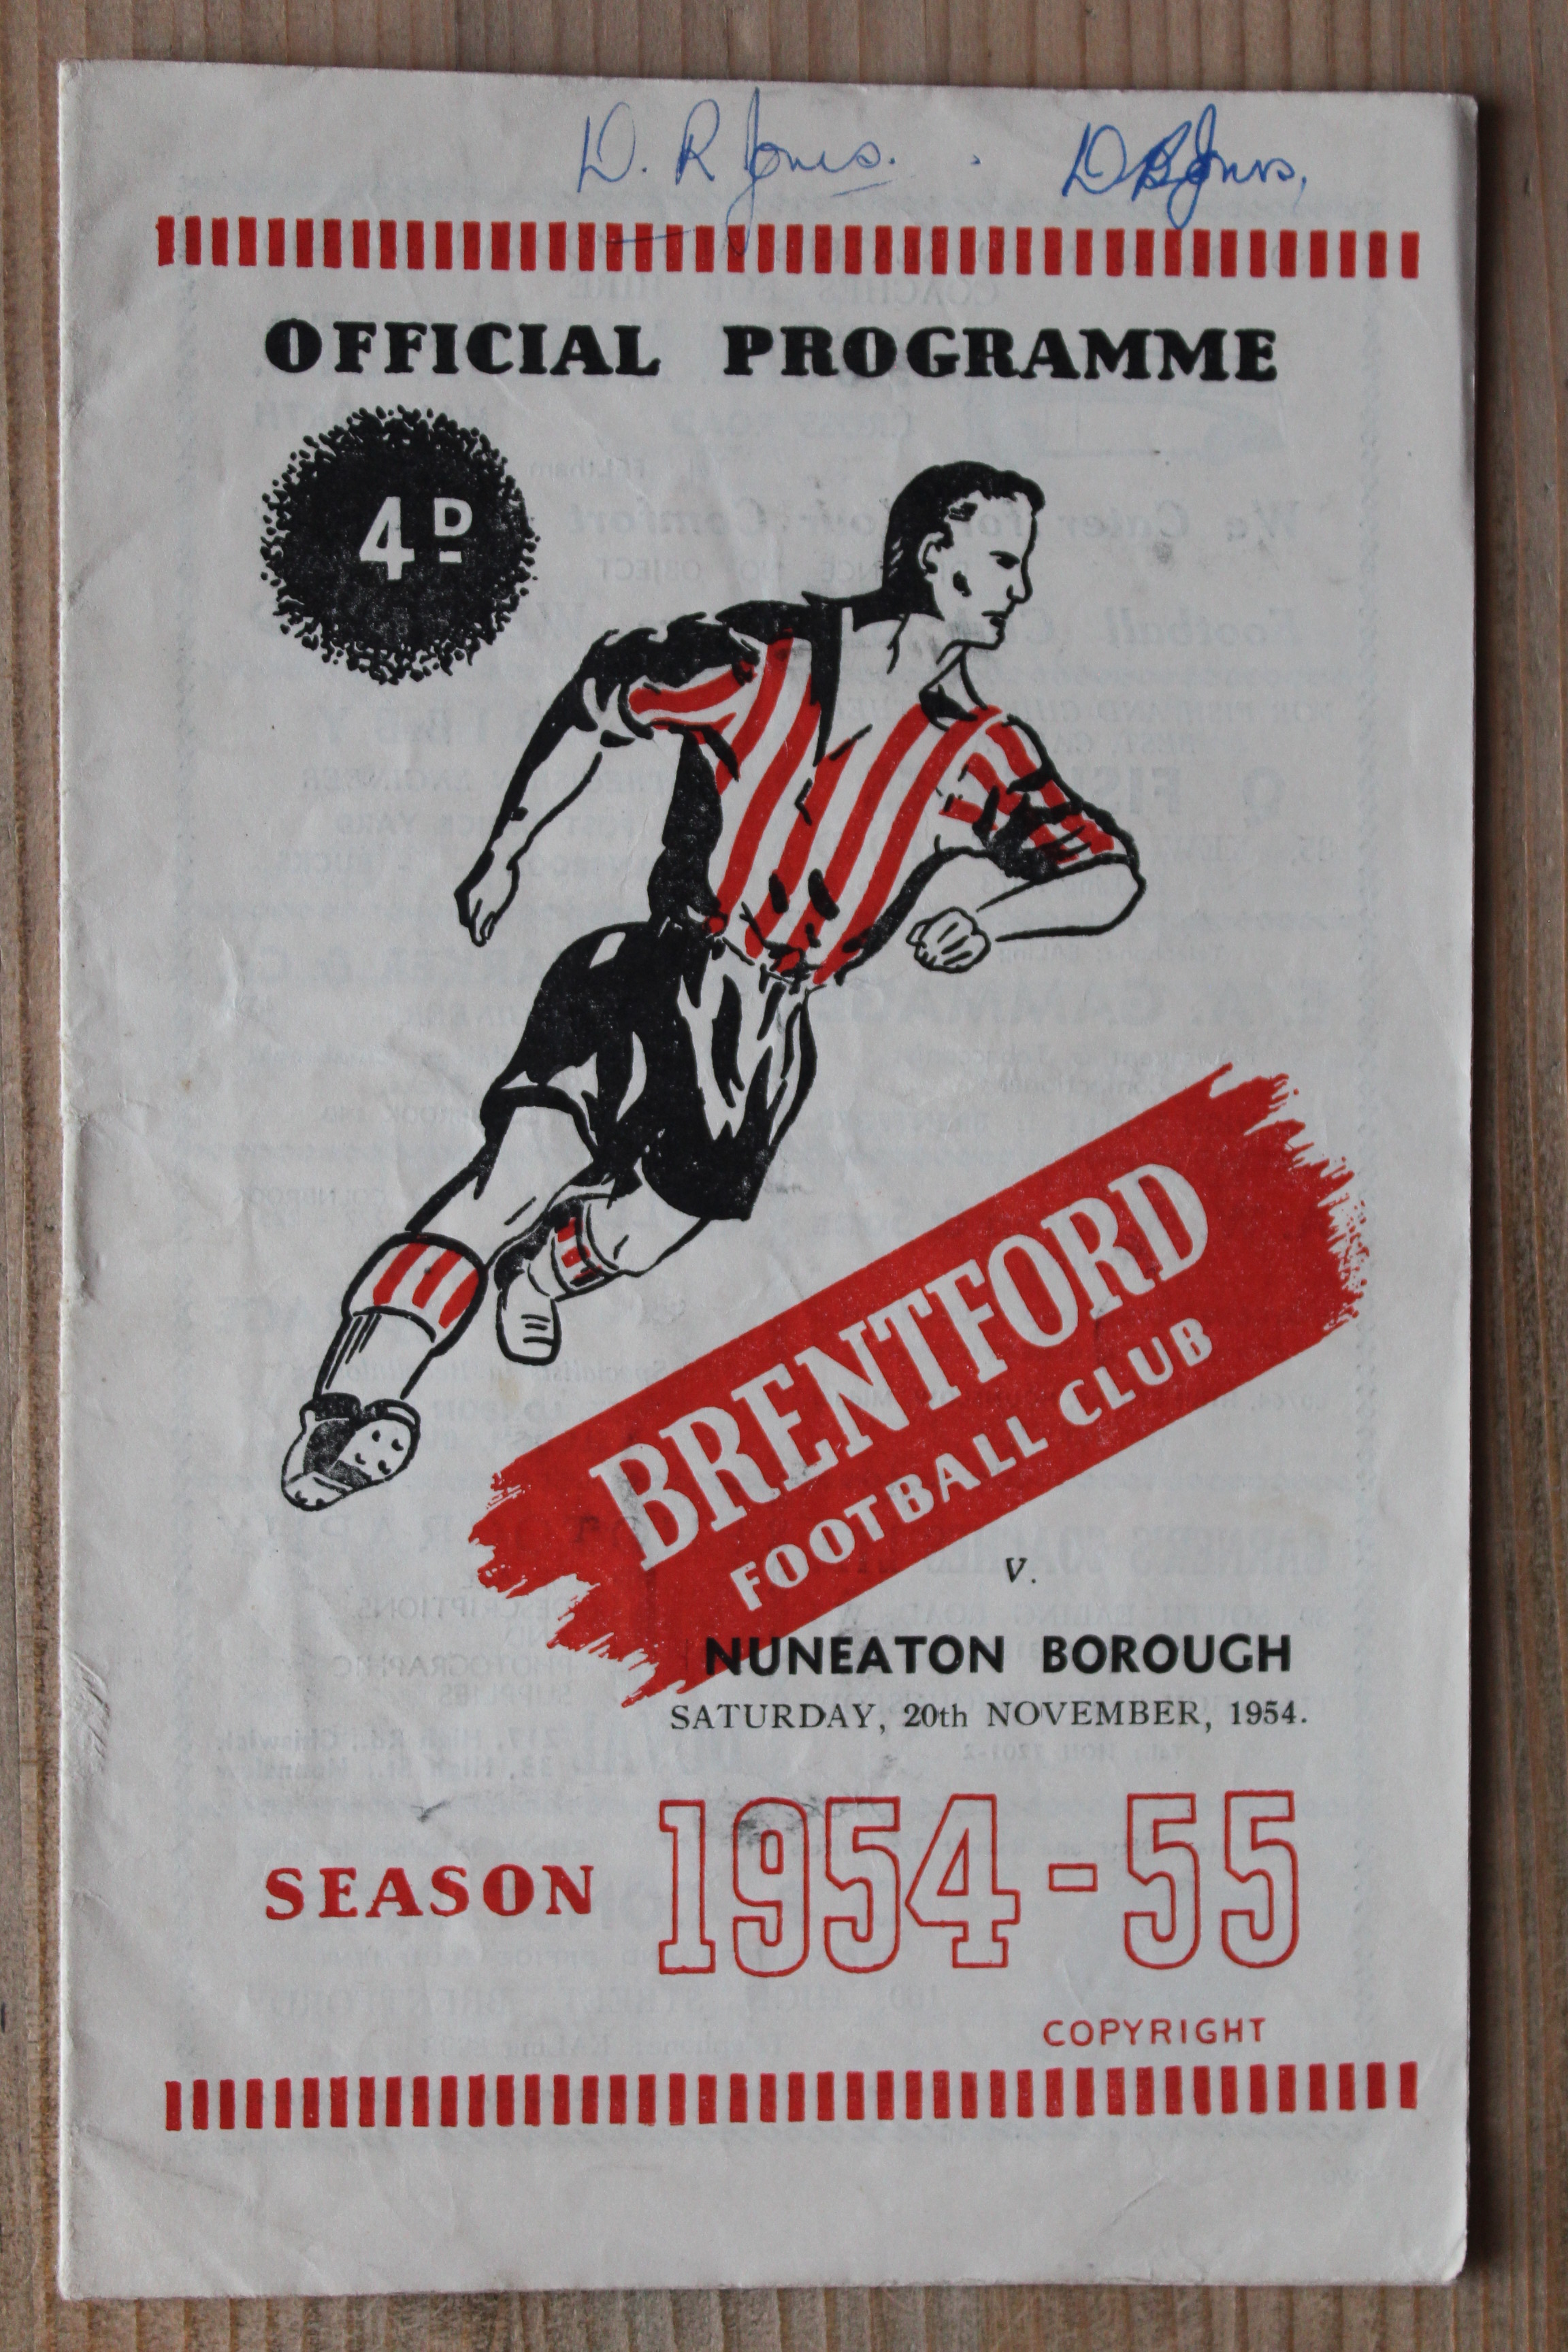 D. R Jones. . D B Jones,
OFFICIAL PROGRAMME
4D
BRENTFORD
FOOTBALL CLUB
v.
NUNEATON BOROUGH
SATURDAY, 20th NOVEMBER, 1954.
SEASON 1954-55
COPYRIGHT